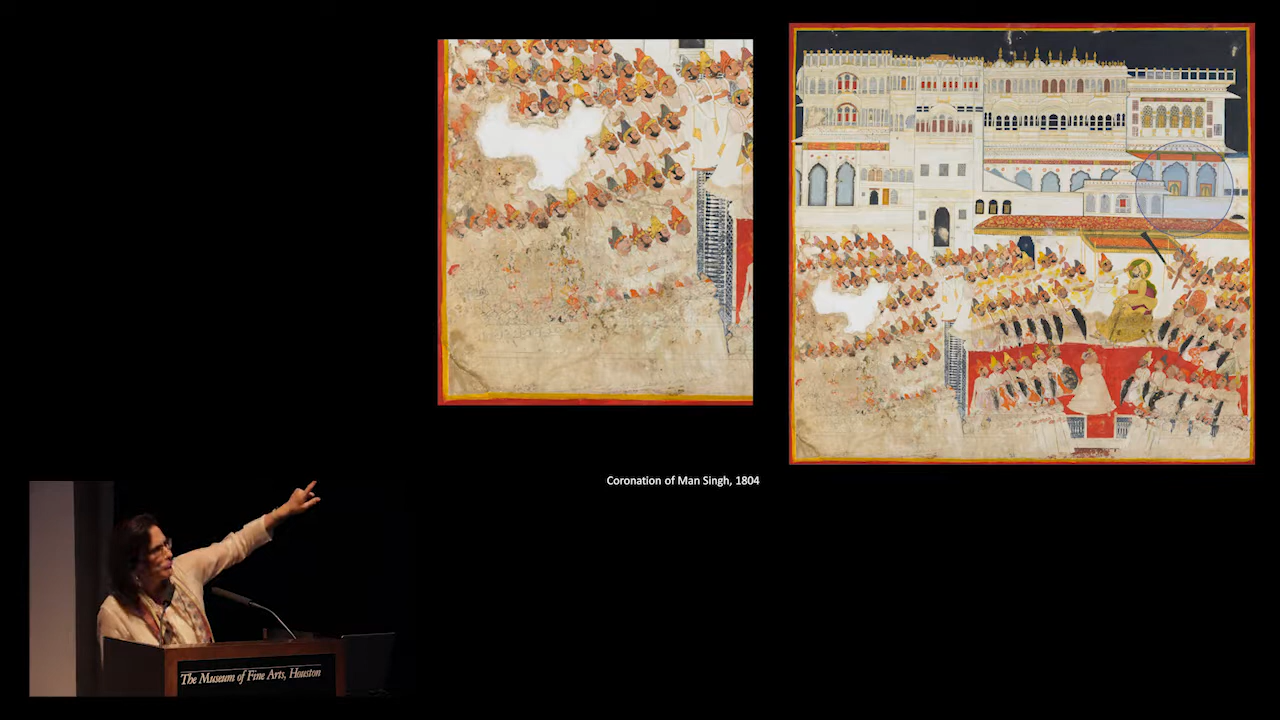 Coronation of Man Singh, 1804
The Museum of Fine Arts, Houston